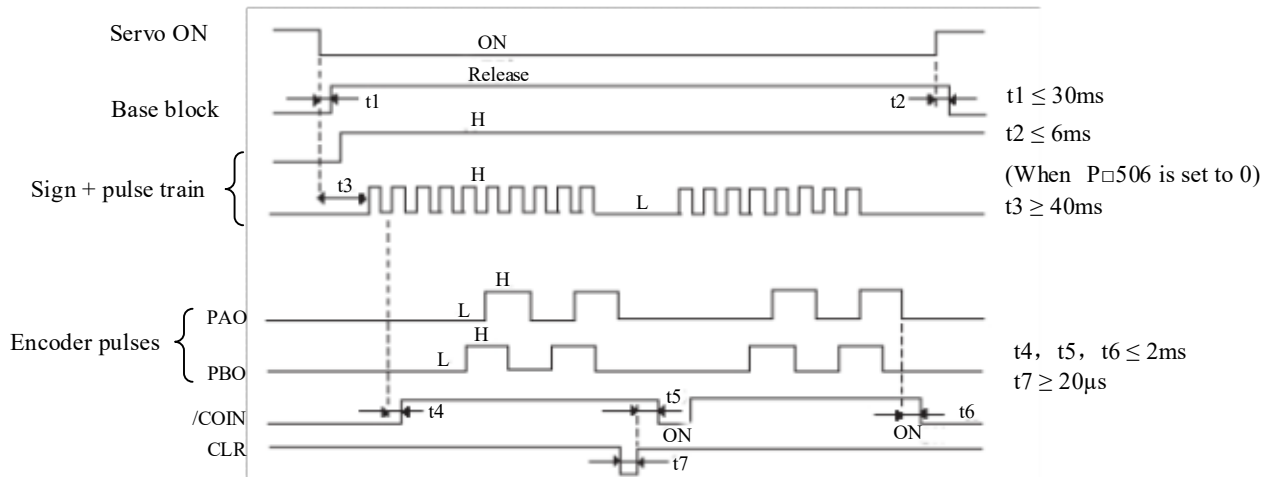 Servo ON
ON
Release
t1
t2
t1 ≤ 30ms
Base block
H
t2 ≤ 6ms
Sign + pulse train
t3
H
L
(When P□506 is set to 0)
t3 ≥ 40ms
H
PAO
L
Encoder pulses
H
PBO
L
t4, t5, t6 ≤ 2ms
t7 ≥ 20μs
/COIN
t4
t5
ON
ON
t6
CLR
t7